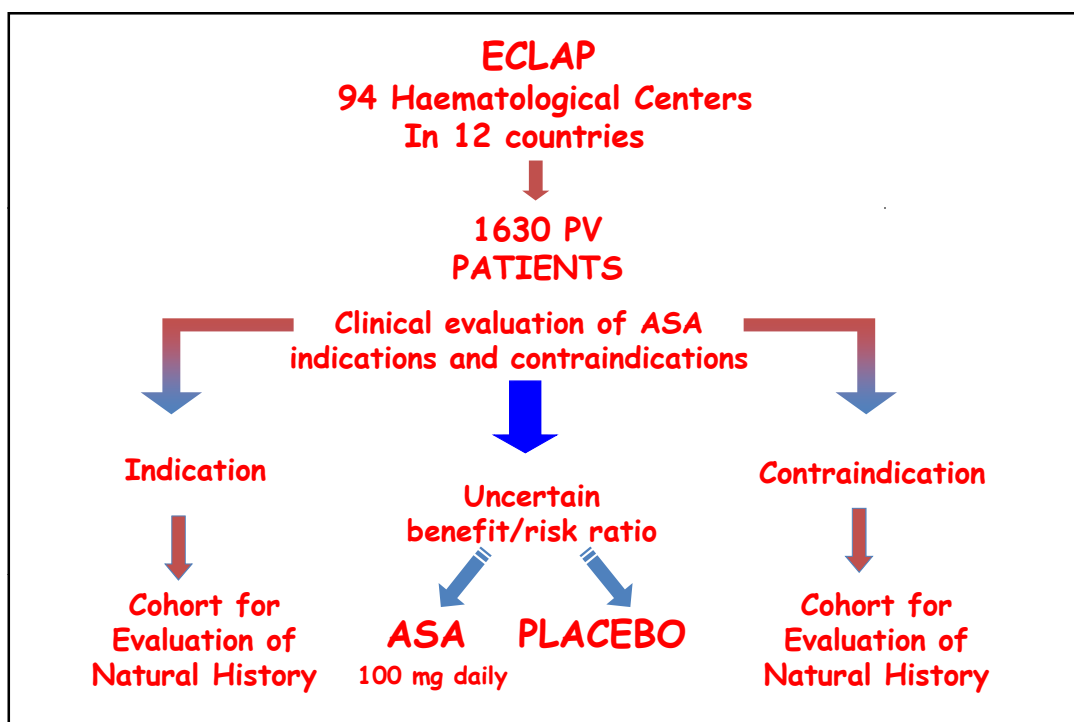 ECLAP
94 Haematological Centers
In 12 countries
1630 PV
PATIENTS
Clinical evaluation of ASA
indications and contraindications
Indication
Uncertain
benefit/risk ratio
Contraindication
Cohort for
Evaluation of
Natural History
ASA
100 mg daily
PLACEBO
Cohort for
Evaluation of
Natural History